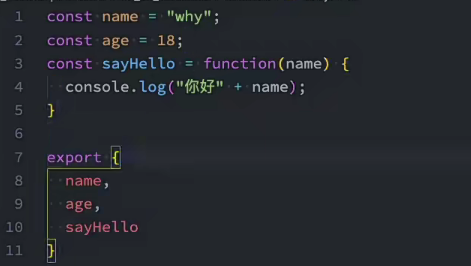 1 const name = "why";
2 const age = 18;
3 const sayHello = function(name) {
4   console.log("你好" + name);
5 }
6
7 export {
8   name,
9   age,
10   sayHello
11 }